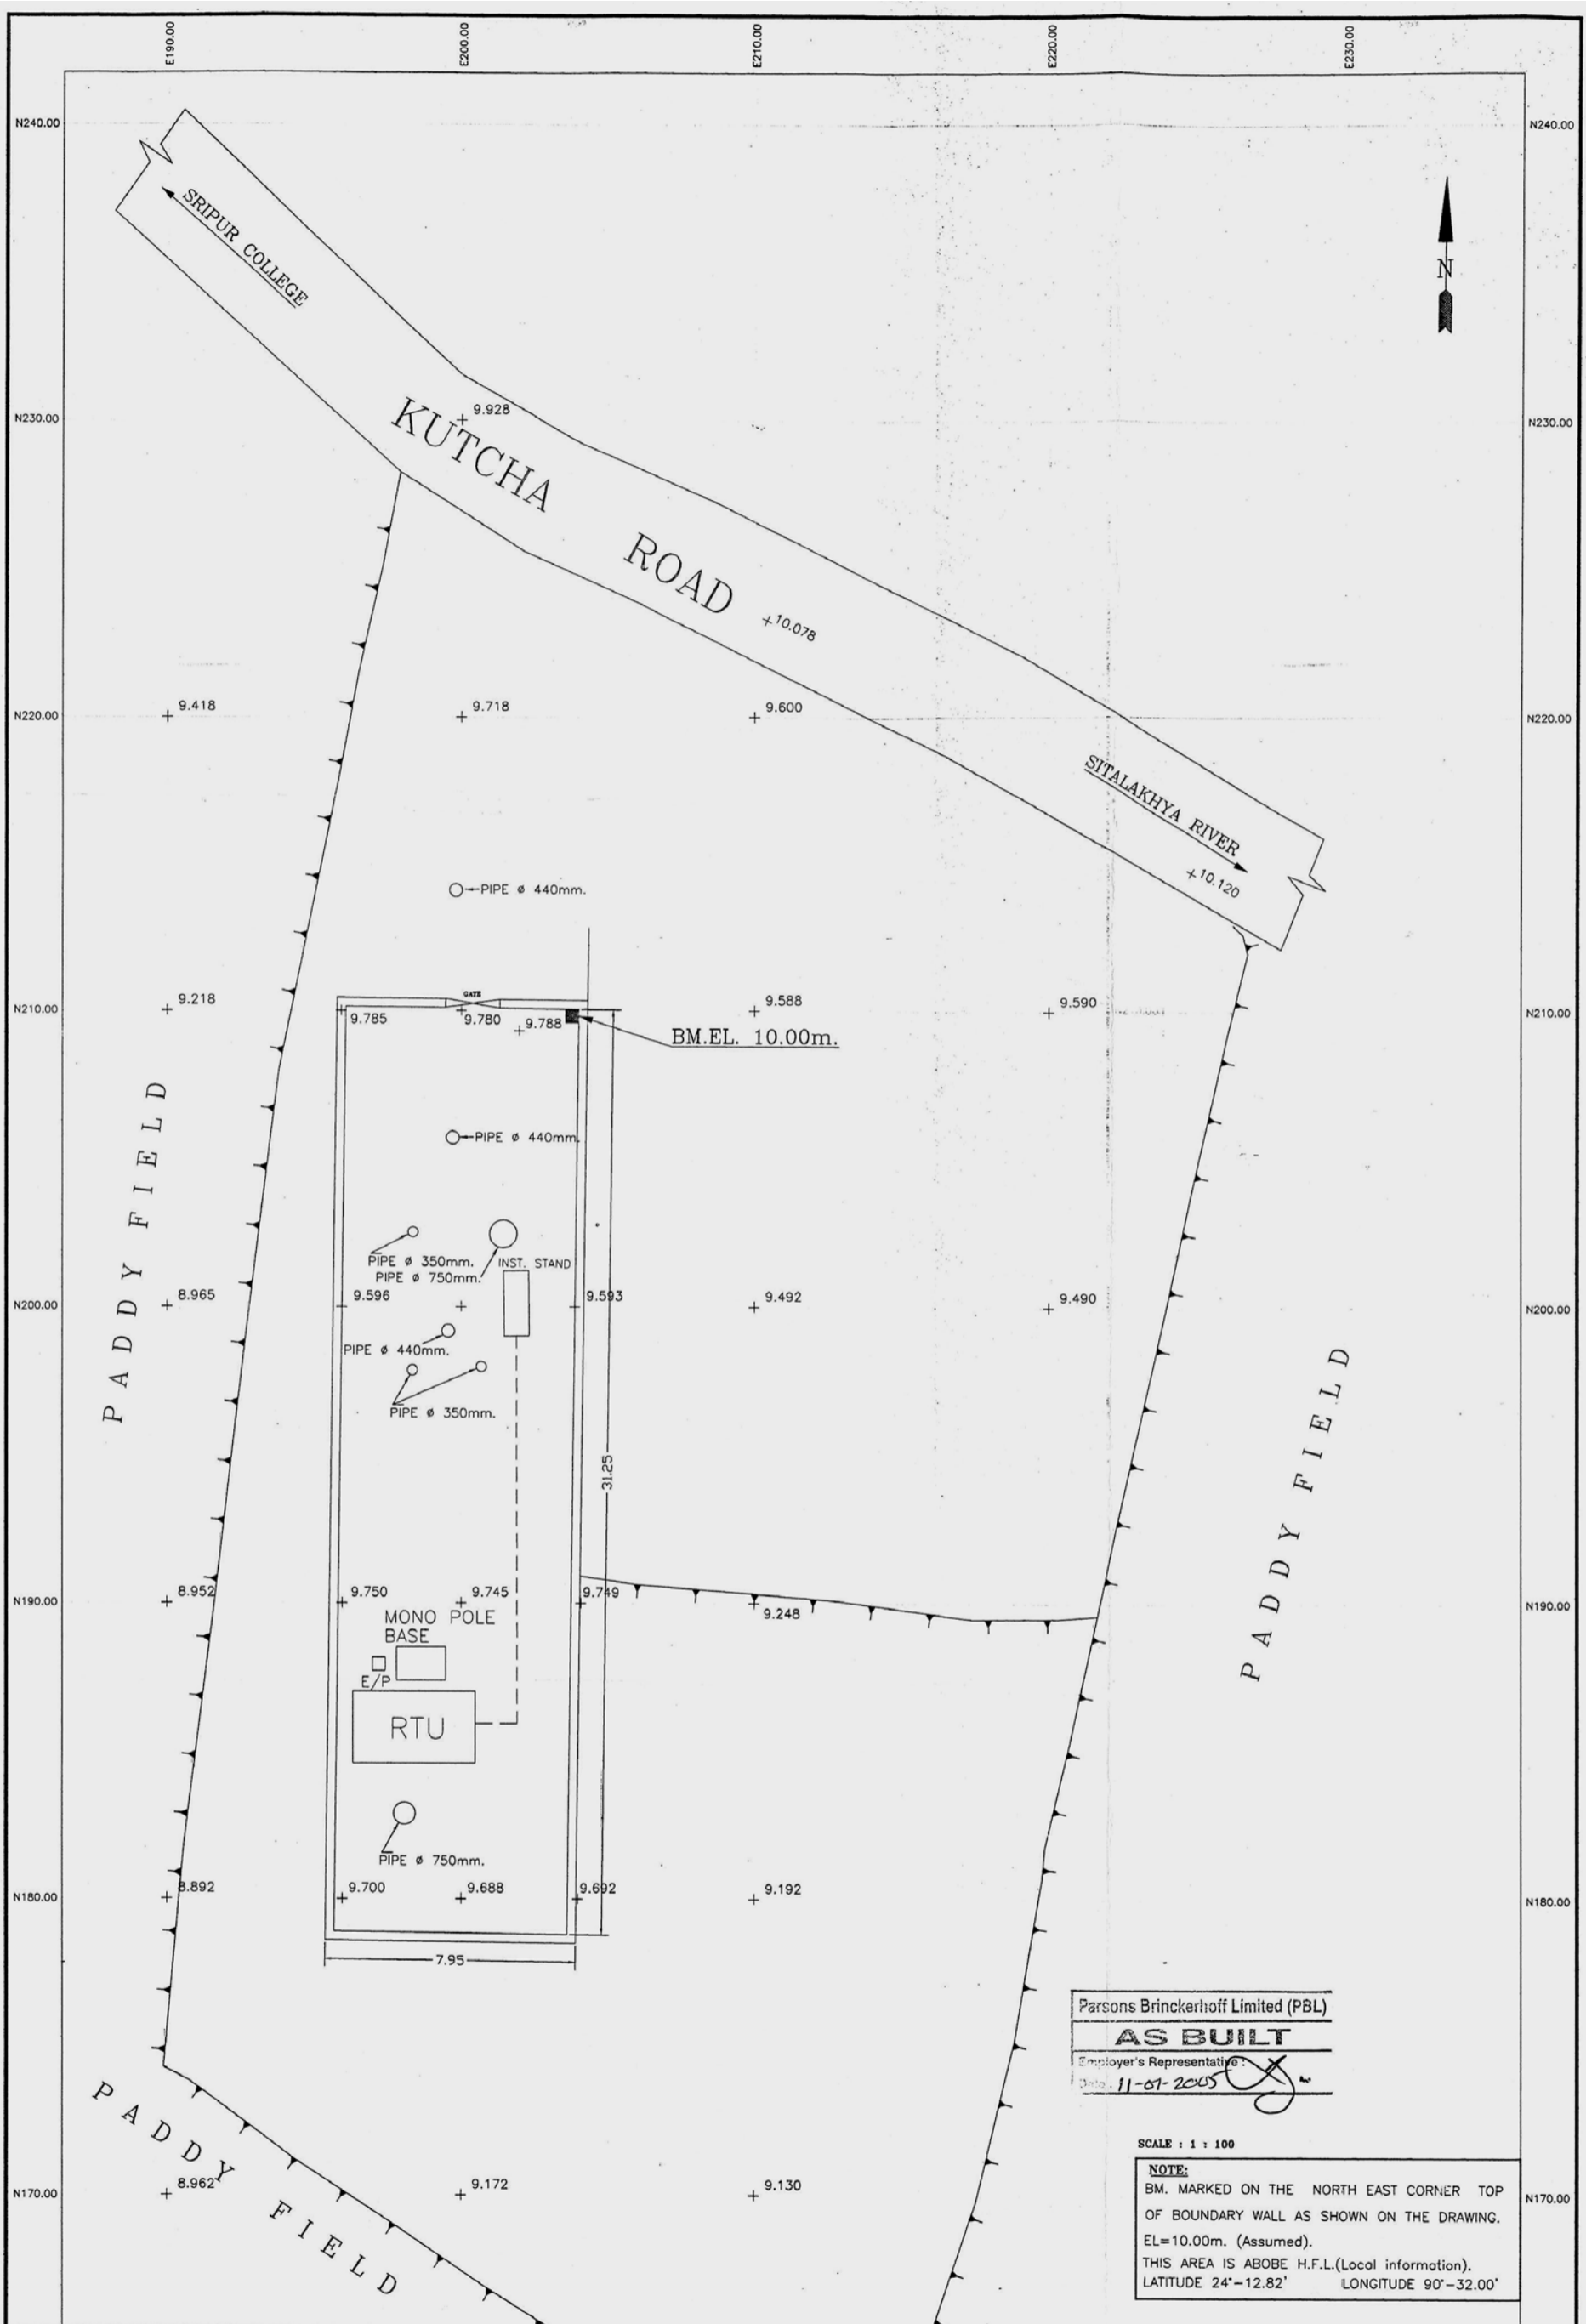 E190.00
E200.00
E210.00
E220.00
E230.00
N240.00
N240.00
SRIPUR COLLEGE
N
N230.00
9.928
N230.00
KUTCHA ROAD
10.078
N220.00
9.418
9.718
9.600
N220.00
SITALAKHYA RIVER
10.120
PIPE ø 440mm.
N210.00
9.218
GATE
9.785
9.780
9.788
9.588
9.590
N210.00
BM.EL. 10.00m.
PADDY FIELD
PIPE ø 440mm.
PIPE ø 350mm.
INST. STAND
PIPE ø 750mm.
N200.00
8.965
9.596
9.593
9.492
9.490
N200.00
PIPE ø 440mm.
PIPE ø 350mm.
31.25
PADDY FIELD
N190.00
8.952
9.750
9.745
9.749
9.248
N190.00
MONO POLE
BASE
E/P
RTU
PIPE ø 750mm.
N180.00
8.892
9.700
9.688
9.692
9.192
N180.00
7.95
Parsons Brinckerhoff Limited (PBL)
AS BUILT
Employer's Representative:
Date. 11-01-2005
PADDY FIELD
SCALE : 1 : 100
N170.00
8.962
9.172
9.130
N170.00
NOTE:
BM. MARKED ON THE NORTH EAST CORNER TOP
OF BOUNDARY WALL AS SHOWN ON THE DRAWING.
EL=10.00m. (Assumed).
THIS AREA IS ABOBE H.F.L.(Local information).
LATITUDE 24°-12.82' LONGITUDE 90°-32.00'